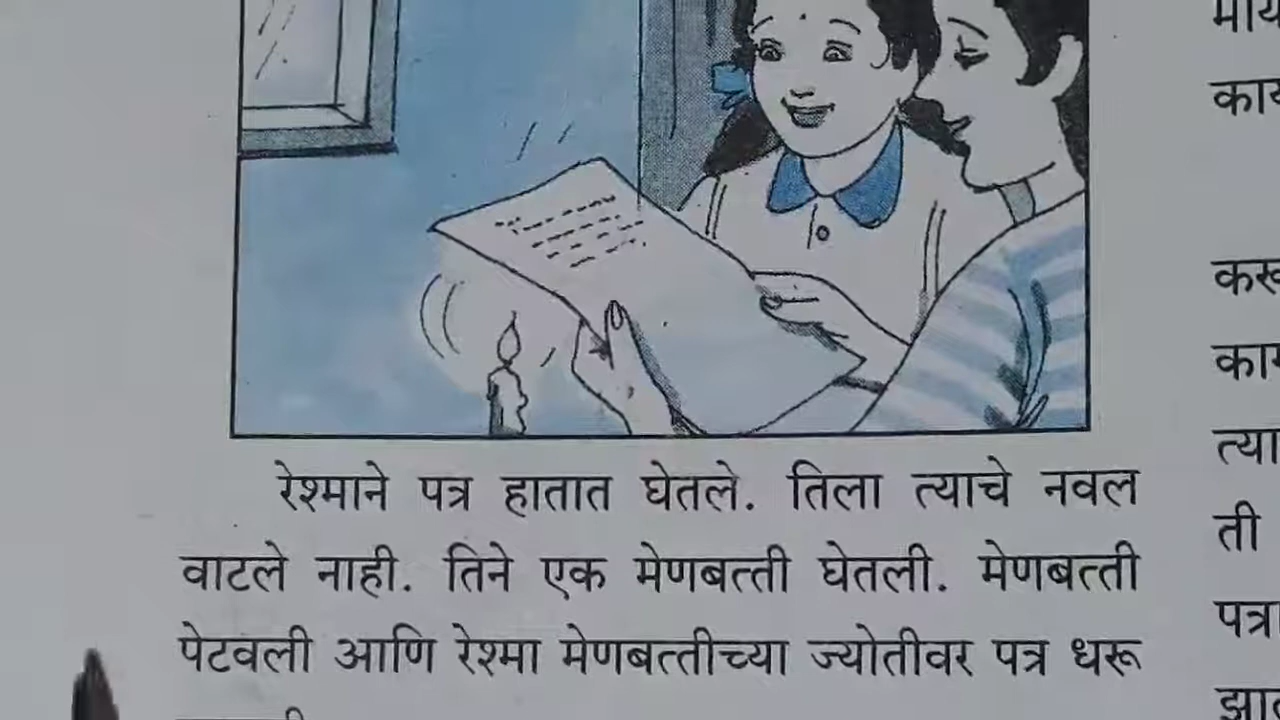 रेश्माने पत्र हातात घेतले. तिला त्याचे नवल
वाटले नाही. तिने एक मेणबत्ती घेतली. मेणबत्ती
पेटवली आणि रेश्मा मेणबत्तीच्या ज्योतीवर पत्र धरू
त्या
ती